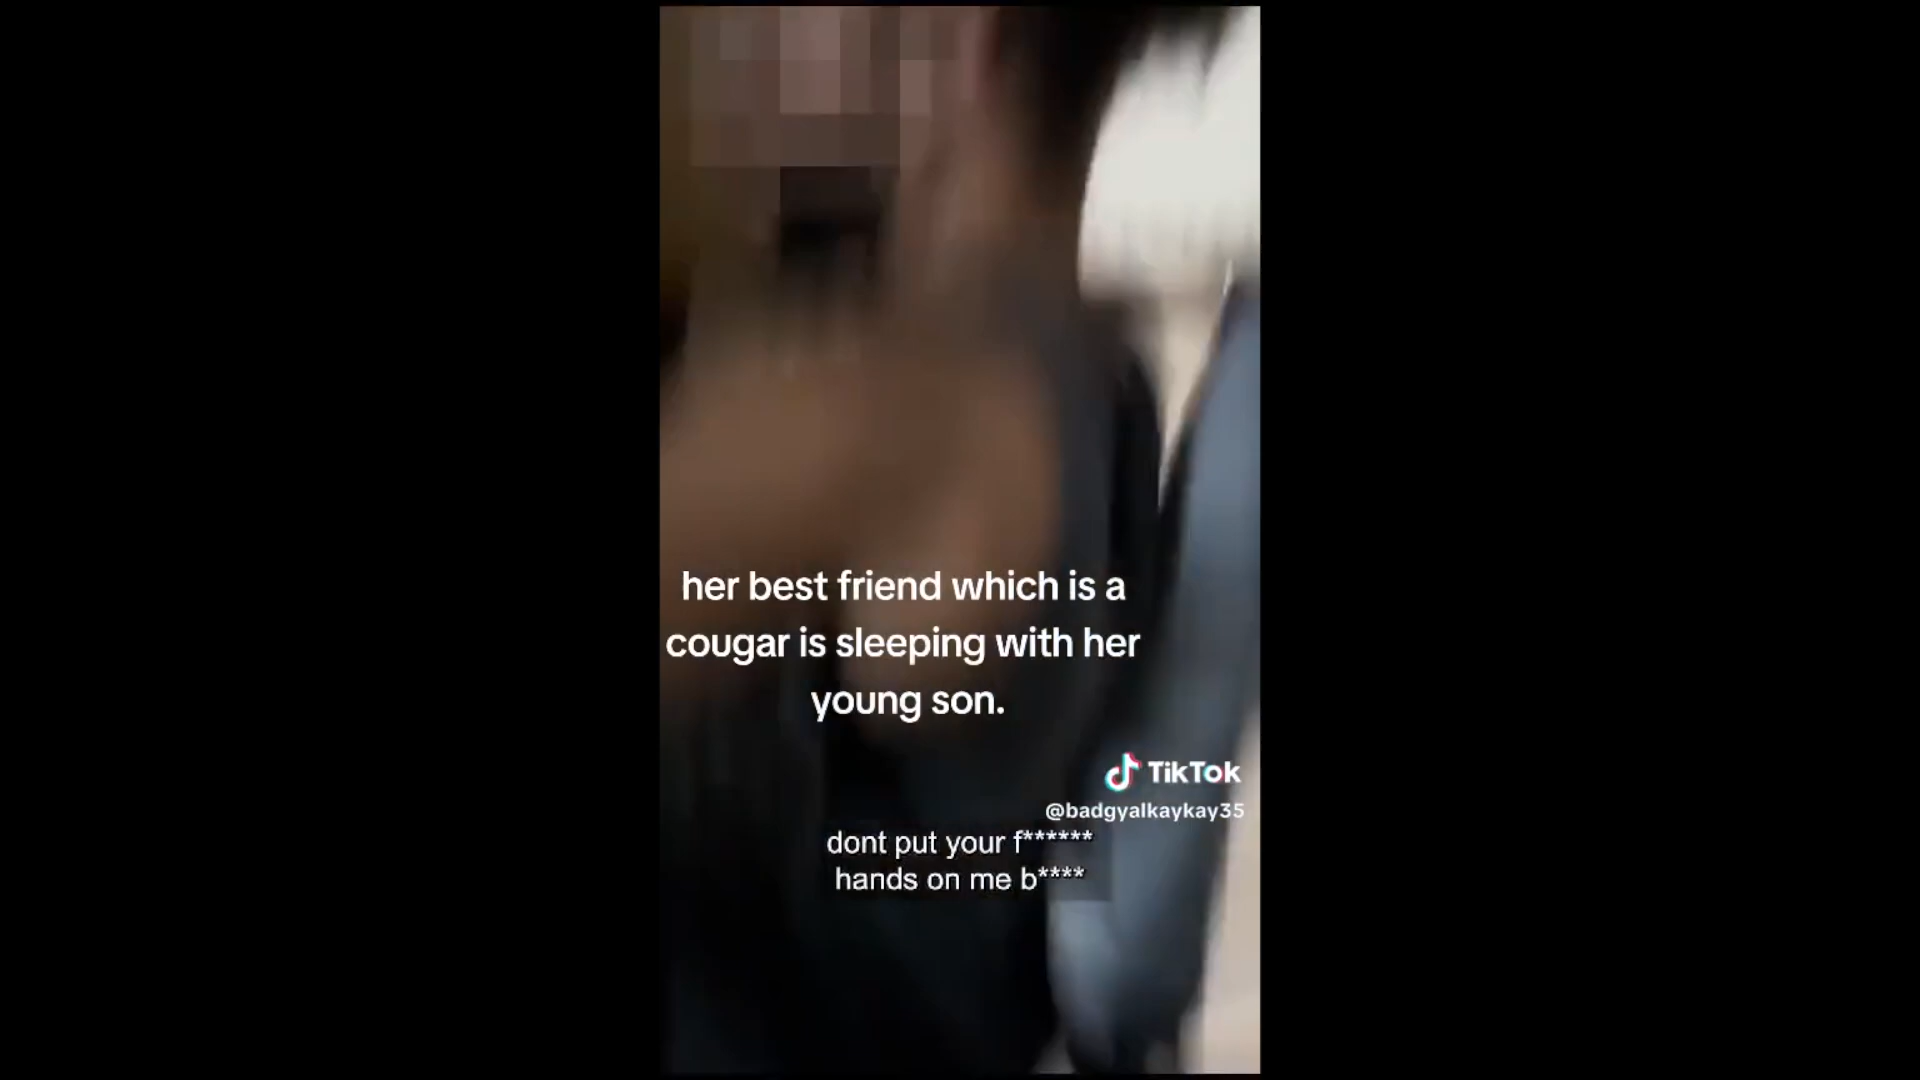 her best friend which is a
cougar is sleeping with her
young son.
TikTok
@badgyalkaykay35
dont put your f******
hands on me b****